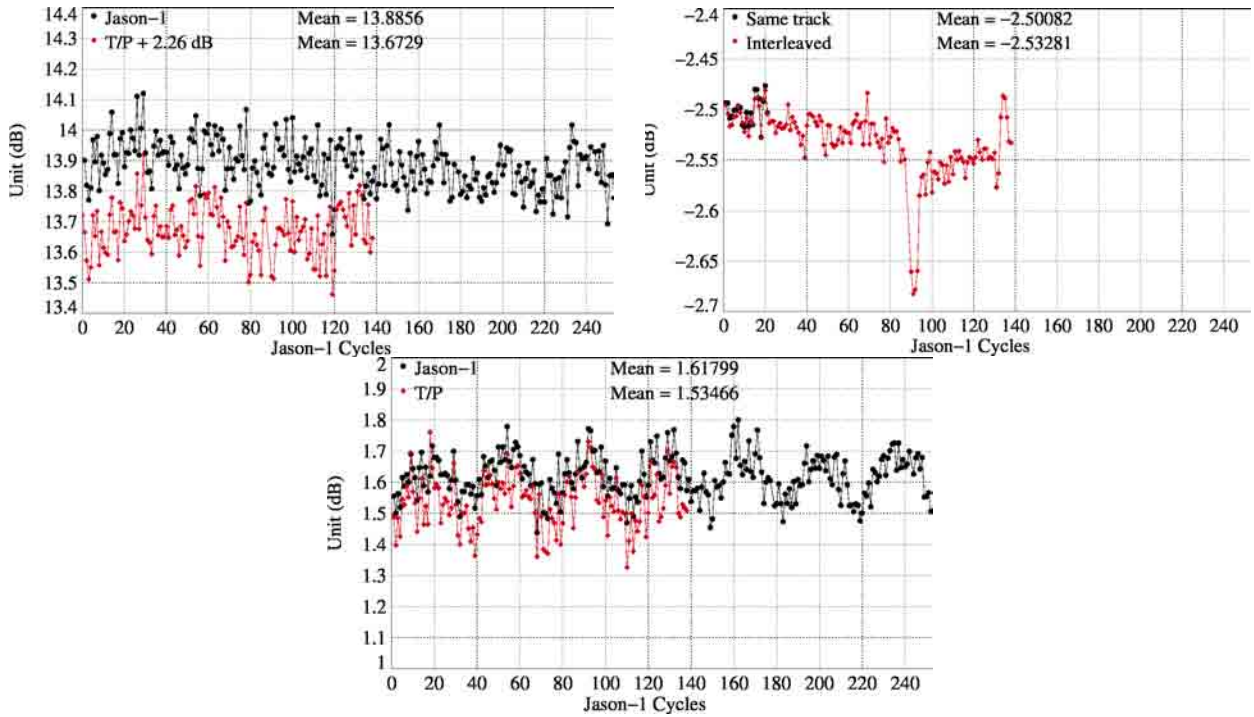 Jason−1 Mean = 13.8856
T/P + 2.26 dB Mean = 13.6729
Unit (dB)
14.4
14.3
14.2
14.1
14
13.9
13.8
13.7
13.6
13.5
13.4
0 20 40 60 80 100 120 140 160 180 200 220 240
Jason−1 Cycles
Same track Mean = −2.50082
Interleaved Mean = −2.53281
Unit (dB)
−2.4
−2.45
−2.5
−2.55
−2.6
−2.65
−2.7
0 20 40 60 80 100 120 140 160 180 200 220 240
Jason−1 Cycles
Jason−1 Mean = 1.61799
T/P Mean = 1.53466
Unit (dB)
2
1.9
1.8
1.7
1.6
1.5
1.4
1.3
1.2
1.1
1
0 20 40 60 80 100 120 140 160 180 200 220 240
Jason−1 Cycles